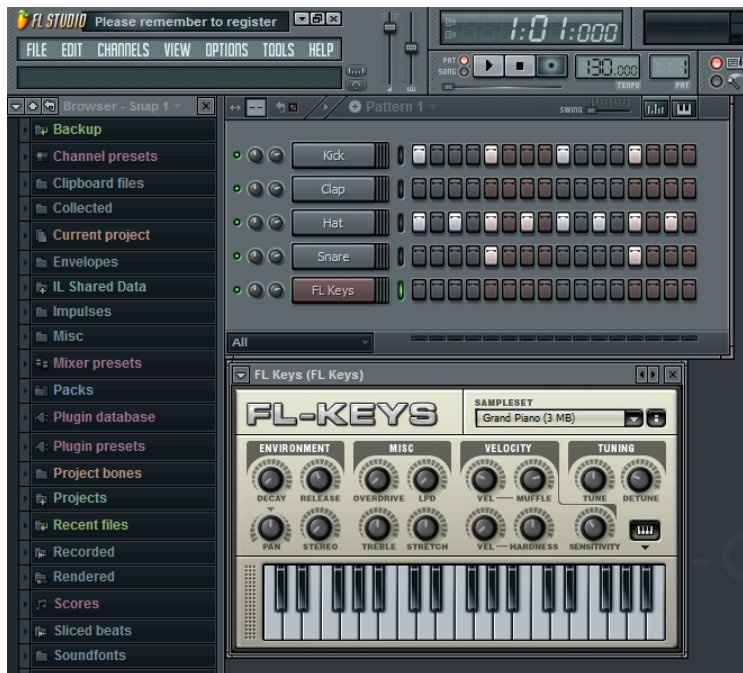 FL STUDIO Please remember to register
FILE EDIT CHANNELS VIEW OPTIONS TOOLS HELP
1:01:000
PAT
SONG
130.000
TEMPO
1
PAT
Browser - Snap 1
Pattern 1
SWING
Backup
Channel presets
Clipboard files
Collected
Current project
Envelopes
IL Shared Data
Impulses
Misc
Mixer presets
Packs
Plugin database
Plugin presets
Project bones
Projects
Recent files
Recorded
Rendered
Scores
Sliced beats
Soundfonts
Kick
Clap
Hat
Snare
FL Keys
All
FL Keys (FL Keys)
FL-KEYS
SAMPLESET
Grand Piano (3 MB)
ENVIRONMENT MISC VELOCITY TUNING
DECAY RELEASE OVERDRIVE LPD VEL MUFFLE TUNE DETUNE
PAN STEREO TREBLE STRETCH VEL HARDNESS SENSITIVITY